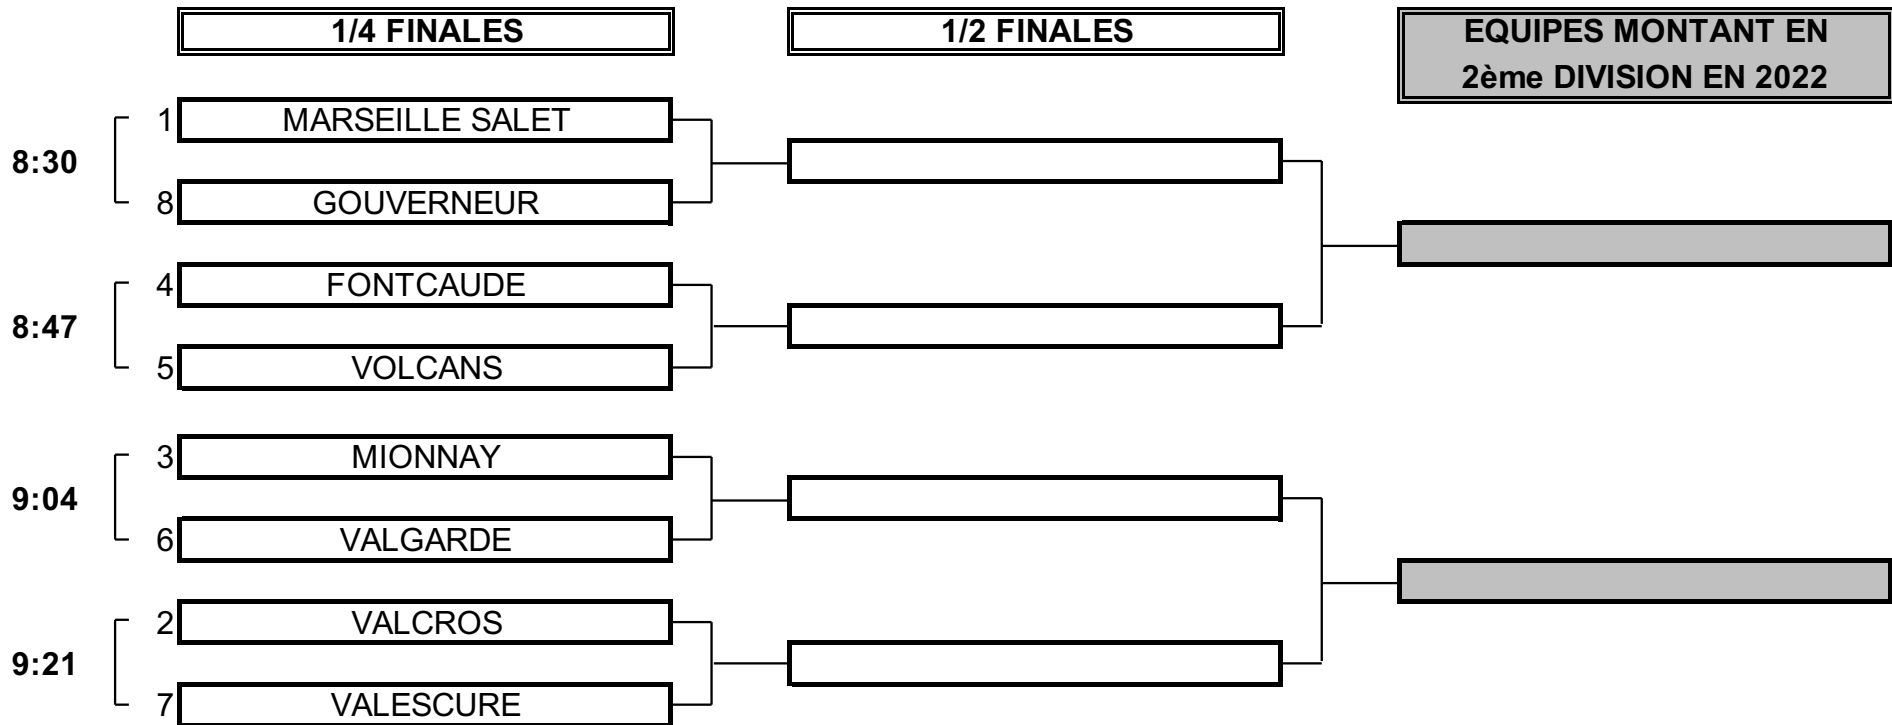 1/4 FINALES
1/2 FINALES
EQUIPES MONTANT EN
2ème DIVISION EN 2022
1 MARSEILLE SALET
8:30
8 GOUVERNEUR
4 FONTCAUDE
8:47
5 VOLCANS
3 MIONNAY
9:04
6 VALGARDE
2 VALCROS
9:21
7 VALESCURE